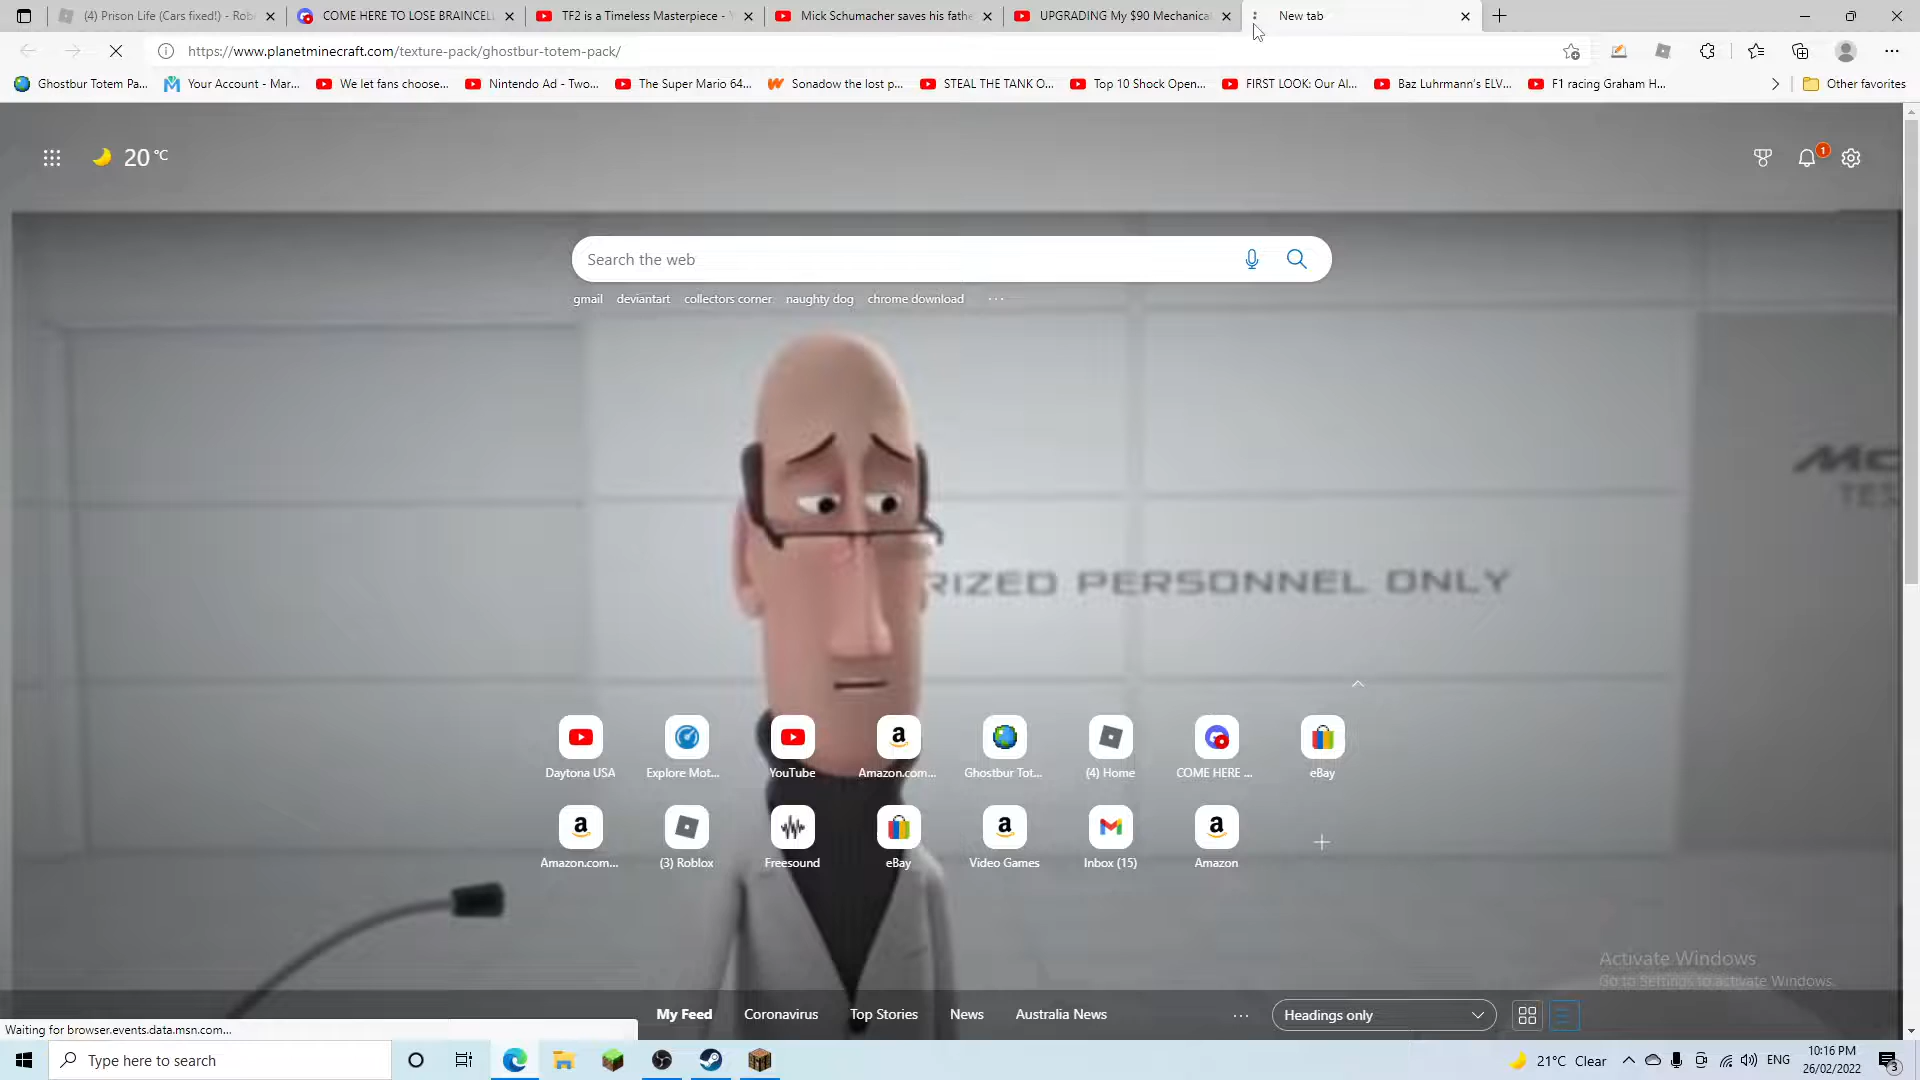 (4) Prison Life (Cars fixed!) - Rob
COME HERE TO LOSE BRAINCELL
TF2 is a Timeless Masterpiece -
Mick Schumacher saves his fathe
UPGRADING My $90 Mechanical
New tab
https://www.planetminecraft.com/texture-pack/ghostbur-totem-pack/
Ghostbur Totem Pa...
Your Account - Mar...
We let fans choose...
Nintendo Ad - Two...
The Super Mario 64...
Sonadow the lost p...
STEAL THE TANK O...
Top 10 Shock Open...
FIRST LOOK: Our Al...
Baz Luhrmann's ELV...
F1 racing Graham H...
Other favorites
20 °C
1
Search the web
gmail deviantart collectors corner naughty dog chrome download ...
RIZED PERSONNEL ONLY
Daytona USA
Explore Mot...
YouTube
Amazon.com...
Ghostbur Tot...
(4) Home
COME HERE ...
eBay
Amazon.com...
(3) Roblox
Freesound
eBay
Video Games
Inbox (15)
Amazon
Activate Windows
Go to Settings to activate Windows.
My Feed
Coronavirus
Top Stories
News
Australia News
...
Headings only
Waiting for browser.events.data.msn.com...
Type here to search
21°C Clear
ENG
10:16 PM
26/02/2022
3